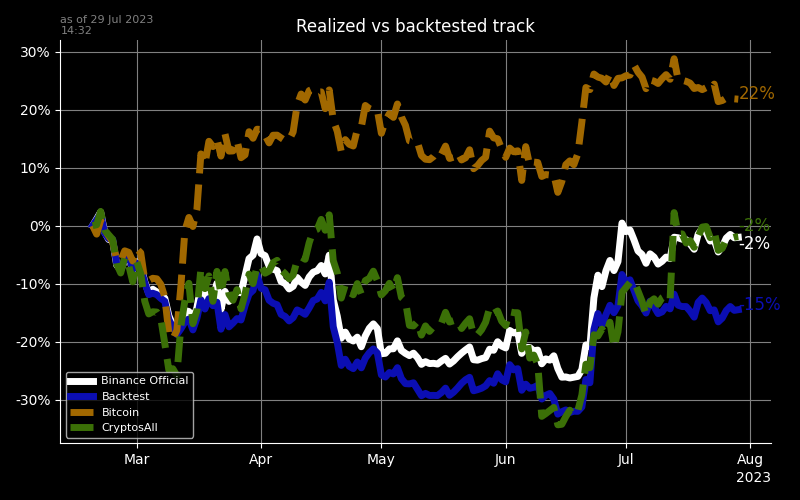 as of 29 Jul 2023
14:32
Realized vs backtested track
30%
20%
10%
0%
-10%
-20%
-30%
22%
-2%
-2%
-15%
Binance Official
Backtest
Bitcoin
CryptosAll
Mar
Apr
May
Jun
Jul
Aug
2023